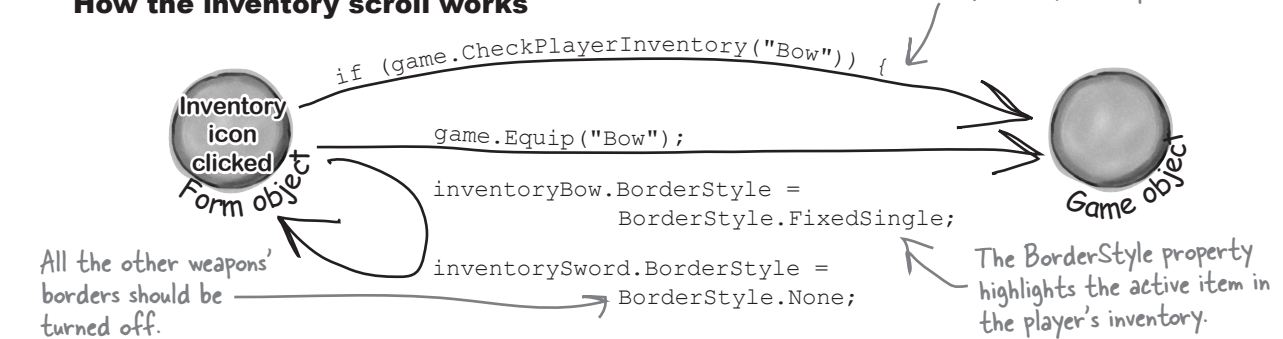 How the inventory scroll works
if (game.CheckPlayerInventory("Bow")) {
Inventory
icon
clicked
Form object
game.Equip("Bow");
Game object
inventoryBow.BorderStyle =
BorderStyle.FixedSingle;
All the other weapons'
borders should be
turned off.
inventorySword.BorderStyle =
BorderStyle.None;
The BorderStyle property
highlights the active item in
the player's inventory.